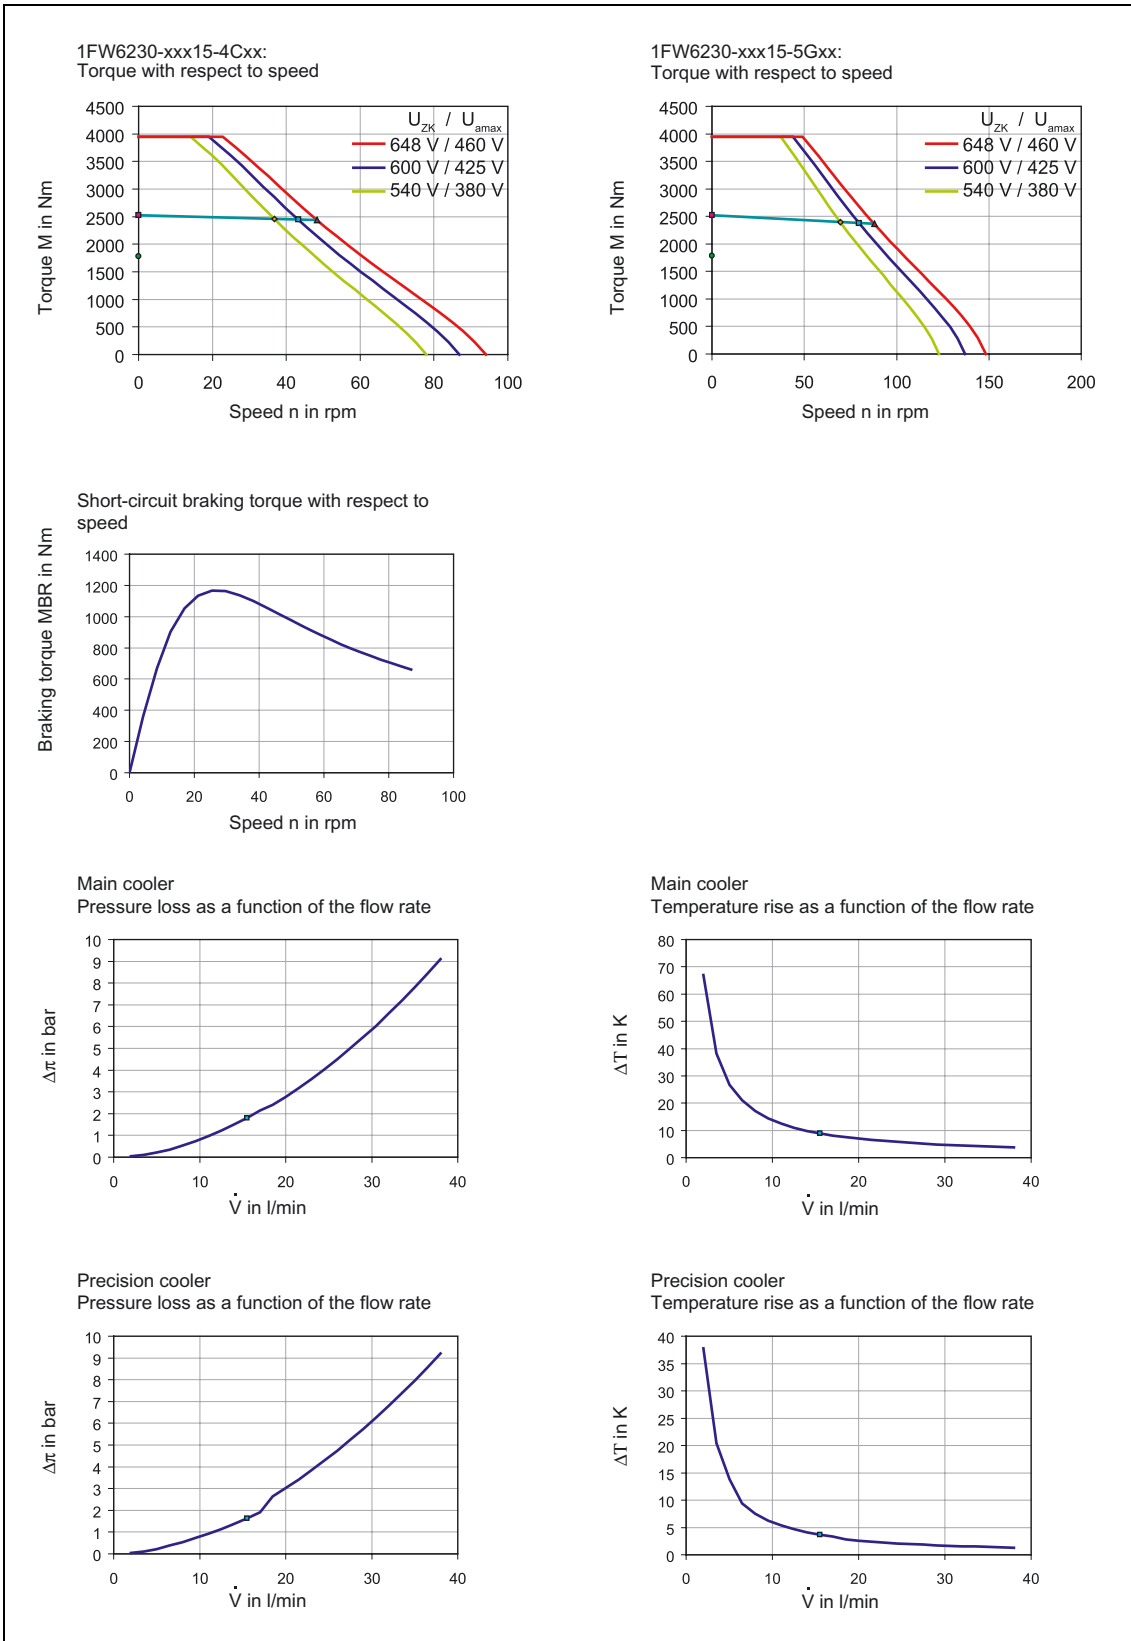 1FW6230-xxx15-4Cxx:
Torque with respect to speed
4500
4000
3500
3000
2500
2000
1500
1000
500
0
Torque M in Nm
U_ZK / U_amax
648 V / 460 V
600 V / 425 V
540 V / 380 V
0 20 40 60 80 100
Speed n in rpm
1FW6230-xxx15-5Gxx:
Torque with respect to speed
4500
4000
3500
3000
2500
2000
1500
1000
500
0
Torque M in Nm
U_ZK / U_amax
648 V / 460 V
600 V / 425 V
540 V / 380 V
0 50 100 150 200
Speed n in rpm
Short-circuit braking torque with respect to
speed
1400
1200
1000
800
600
400
200
0
Braking torque MBR in Nm
0 20 40 60 80 100
Speed n in rpm
Main cooler
Pressure loss as a function of the flow rate
10
9
8
7
6
5
4
3
2
1
0
Δπ in bar
0 10 20 30 40
V̇ in l/min
Main cooler
Temperature rise as a function of the flow rate
80
70
60
50
40
30
20
10
0
ΔT in K
0 10 20 30 40
V̇ in l/min
Precision cooler
Pressure loss as a function of the flow rate
10
9
8
7
6
5
4
3
2
1
0
Δπ in bar
0 10 20 30 40
V̇ in l/min
Precision cooler
Temperature rise as a function of the flow rate
40
35
30
25
20
15
10
5
0
ΔT in K
0 10 20 30 40
V̇ in l/min